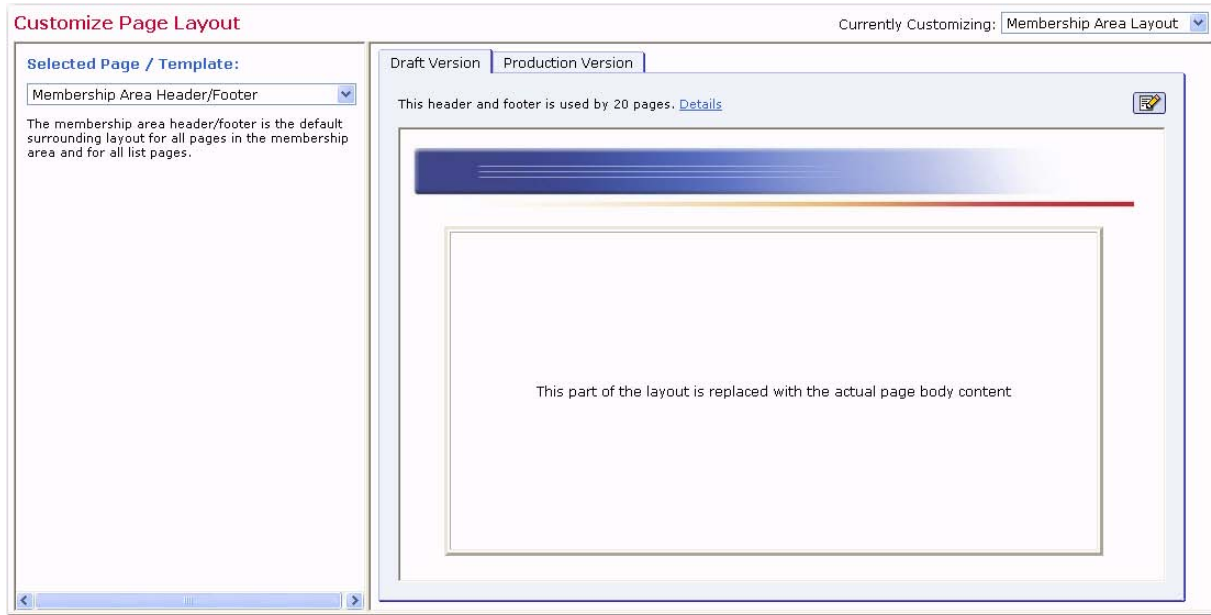 Customize Page Layout
Currently Customizing: Membership Area Layout
Selected Page / Template:
Membership Area Header/Footer
The membership area header/footer is the default
surrounding layout for all pages in the membership
area and for all list pages.
Draft Version Production Version
This header and footer is used by 20 pages. Details
This part of the layout is replaced with the actual page body content